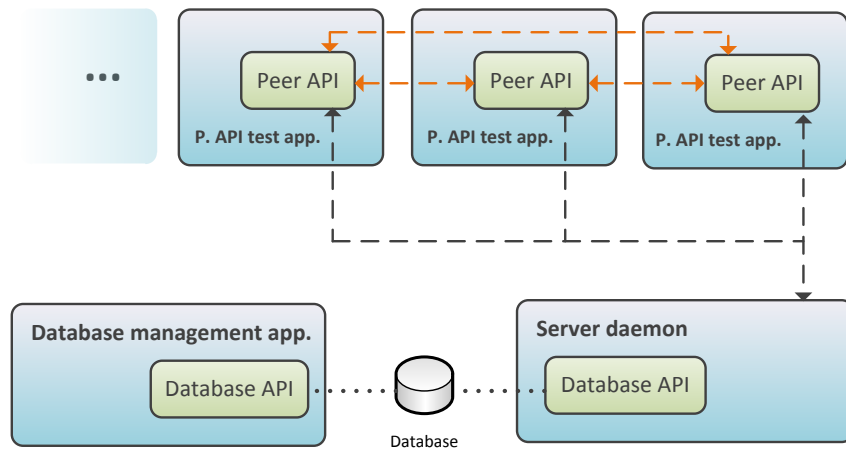 ...
Peer API
Peer API
Peer API
P. API test app.
P. API test app.
P. API test app.
Database management app.
Server daemon
Database API
Database API
Database